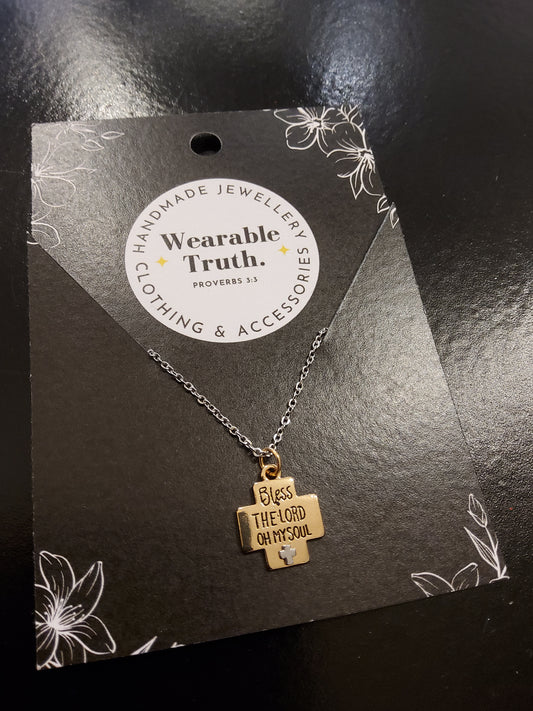 HANDMADE JEWELLERY
Wearable
Truth.
PROVERBS 3:3
CLOTHING & ACCESSORIES
Bless
THE LORD
OH MY SOUL